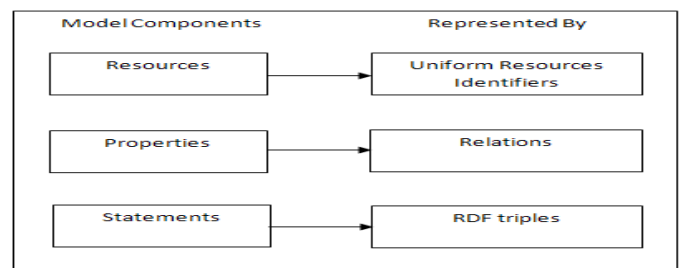 Model Components Represented By
Resources
Uniform Resources
Identifiers
Properties
Relations
Statements
RDF triples